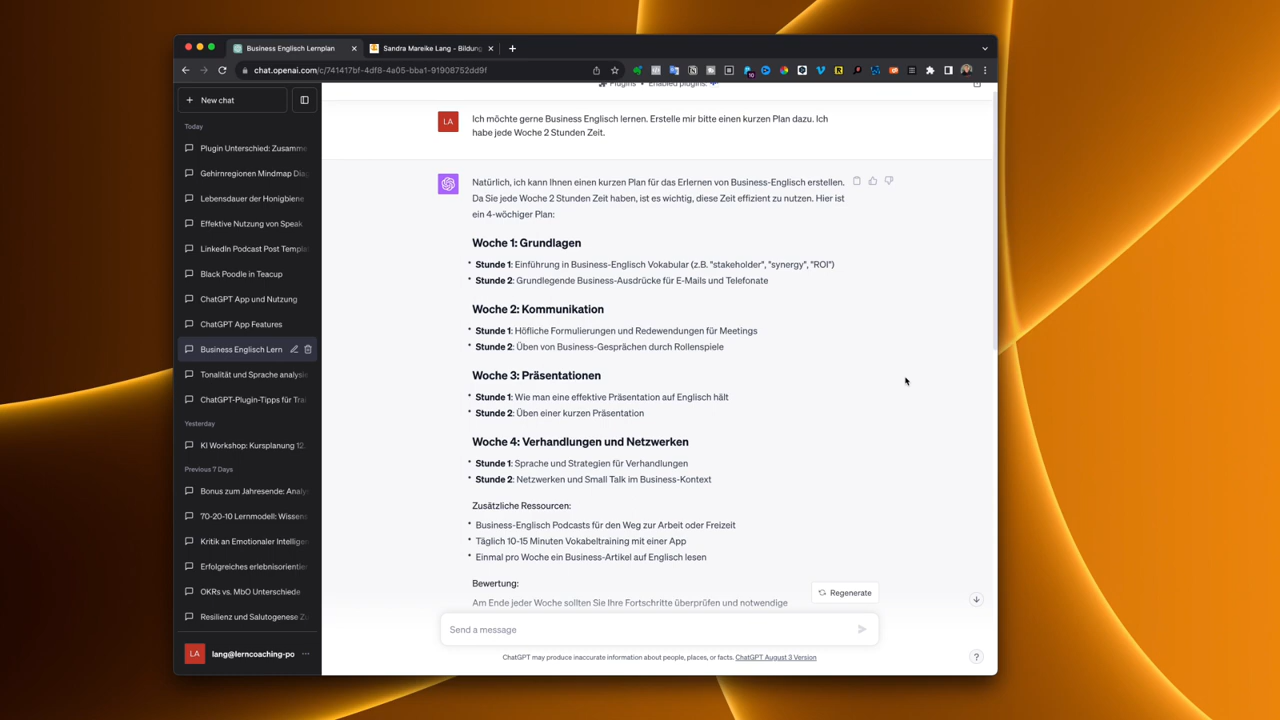 Business Englisch Lernplan
Sandra Mareike Lang - Bildung
chat.openai.com/c/741417bf-4df8-4a05-bba1-91908752dd9f
New chat
Today
Plugin Unterschied: Zusamme
Gehirnregionen Mindmap Dia
Lebensdauer der Honigbiene
Effektive Nutzung von Speak
LinkedIn Podcast Post Templa
Black Poodle in Teacup
ChatGPT App und Nutzung
ChatGPT App Features
Business Englisch Lern
Tonalität und Sprache analysie
ChatGPT-Plugin-Tipps für Trai
Yesterday
KI Workshop: Kursplanung 12.
Previous 7 Days
Bonus zum Jahresende: Analy
70-20-10 Lernmodell: Wissens
Kritik an Emotionaler Intelligen
Erfolgreiches erlebnisorientier
OKRs vs. MbO Unterschiede
Resilienz und Salutogenese Zu
LA
lang@lerncoaching-po
Plugins Enabled plugins:
LA
Ich möchte gerne Business Englisch lernen. Erstelle mir bitte einen kurzen Plan dazu. Ich
habe jede Woche 2 Stunden Zeit.
Natürlich, ich kann Ihnen einen kurzen Plan für das Erlernen von Business-Englisch erstellen.
Da Sie jede Woche 2 Stunden Zeit haben, ist es wichtig, diese Zeit effizient zu nutzen. Hier ist
ein 4-wöchiger Plan:
Woche 1: Grundlagen
• Stunde 1: Einführung in Business-Englisch Vokabular (z.B. "stakeholder", "synergy", "ROI")
• Stunde 2: Grundlegende Business-Ausdrücke für E-Mails und Telefonate
Woche 2: Kommunikation
• Stunde 1: Höfliche Formulierungen und Redewendungen für Meetings
• Stunde 2: Üben von Business-Gesprächen durch Rollenspiele
Woche 3: Präsentationen
• Stunde 1: Wie man eine effektive Präsentation auf Englisch hält
• Stunde 2: Üben einer kurzen Präsentation
Woche 4: Verhandlungen und Netzwerken
• Stunde 1: Sprache und Strategien für Verhandlungen
• Stunde 2: Netzwerken und Small Talk im Business-Kontext
Zusätzliche Ressourcen:
• Business-Englisch Podcasts für den Weg zur Arbeit oder Freizeit
• Täglich 10-15 Minuten Vokabeltraining mit einer App
• Einmal pro Woche ein Business-Artikel auf Englisch lesen
Bewertung:
Am Ende jeder Woche sollten Sie Ihre Fortschritte überprüfen und notwendige
Regenerate
Send a message
ChatGPT may produce inaccurate information about people, places, or facts. ChatGPT August 3 Version